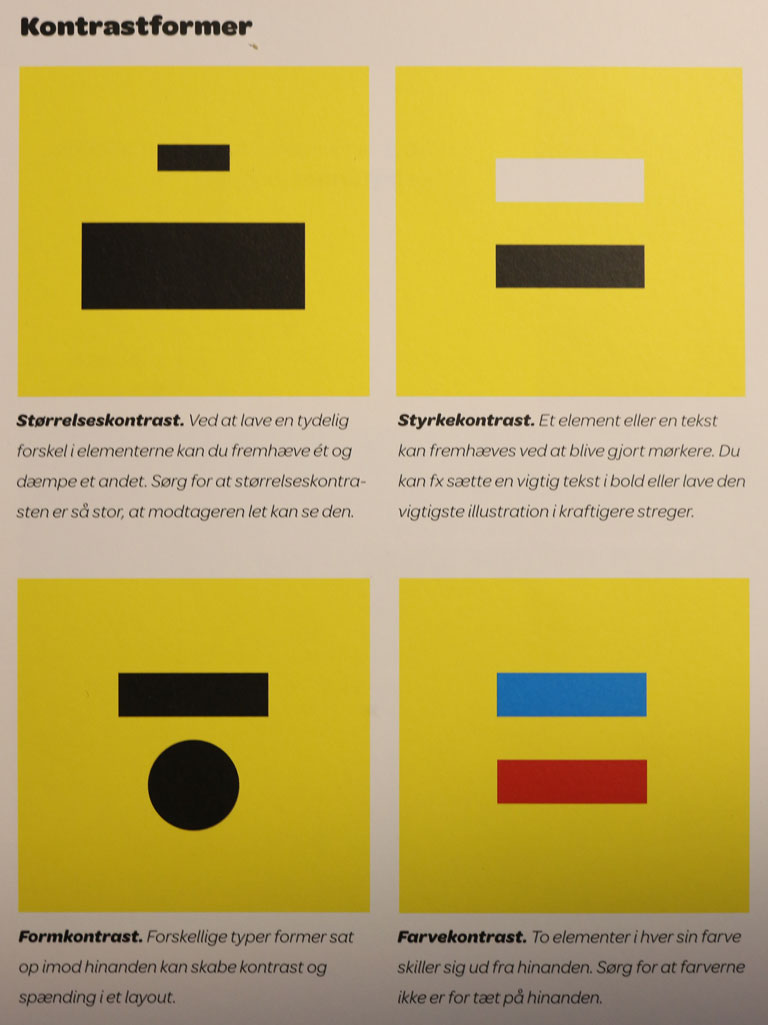 Kontrastformer
Størrelseskontrast. Ved at lave en tydelig
forskel i elementerne kan du fremhæve ét og
dæmpe et andet. Sørg for at størrelseskontra-
sten er så stor, at modtageren let kan se den.
Styrkekontrast. Et element eller en tekst
kan fremhæves ved at blive gjort mørkere. Du
kan fx sætte en vigtig tekst i bold eller lave den
vigtigste illustration i kraftigere streger.
Formkontrast. Forskellige typer former sat
op imod hinanden kan skabe kontrast og
spænding i et layout.
Farvekontrast. To elementer i hver sin farve
skiller sig ud fra hinanden. Sørg for at farverne
ikke er for tæt på hinanden.